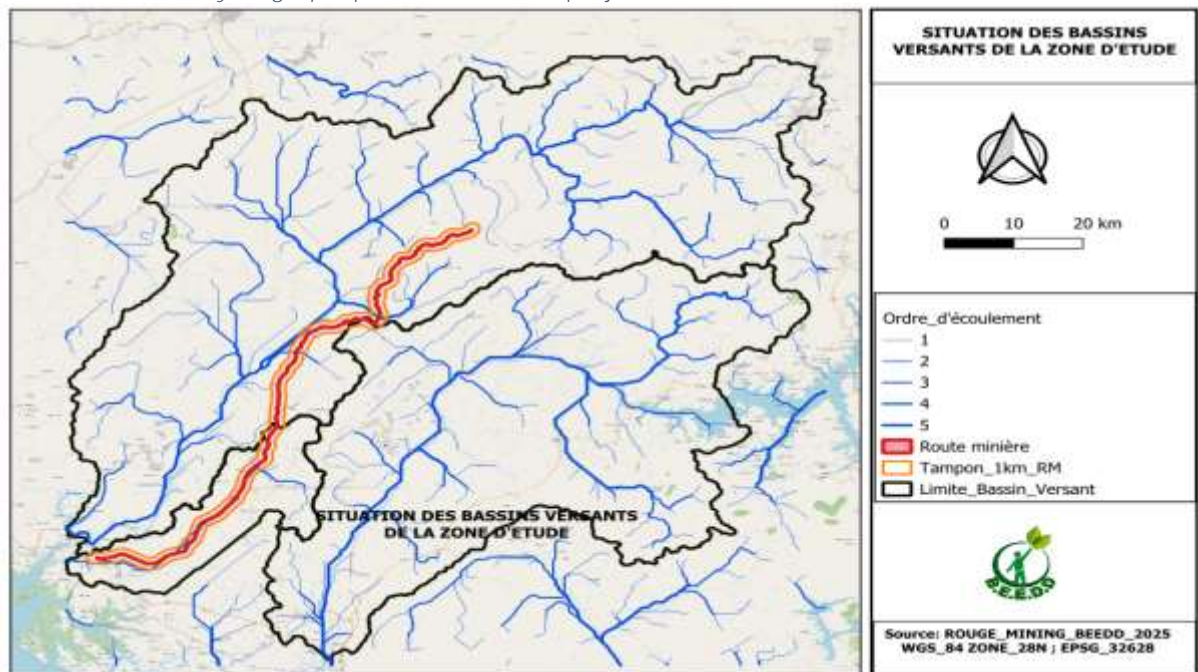 SITUATION DES BASSINS
VERSANTS DE LA ZONE D'ETUDE
0 10 20 km
Ordre_d'écoulement
1
2
3
4
5
Route minière
Tampon_1km_RM
Limite_Bassin_Versant
SITUATION DES BASSINS VERSANTS
DE LA ZONE D'ETUDE
B.E.E.D.D
Source: ROUGE_MINING_BEEDD_2025
WGS_84 ZONE_28N ; EPSG_32628